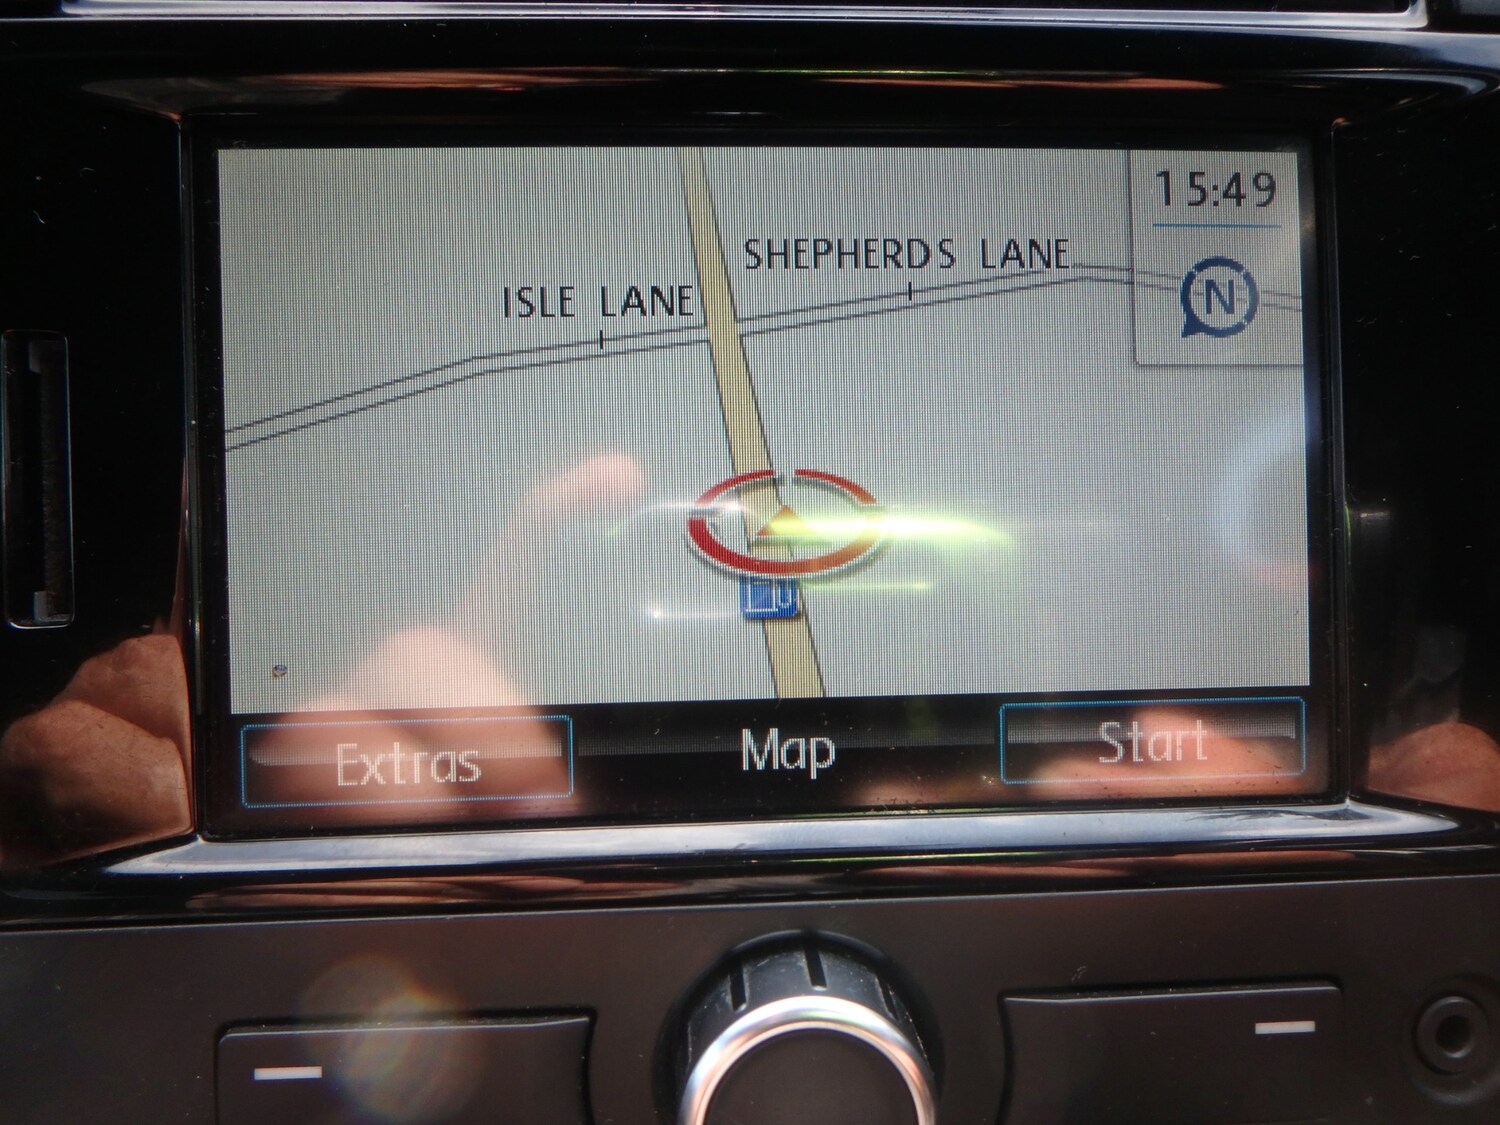 15:49
SHEPHERDS LANE
N
ISLE LANE
Extras
Map
Start